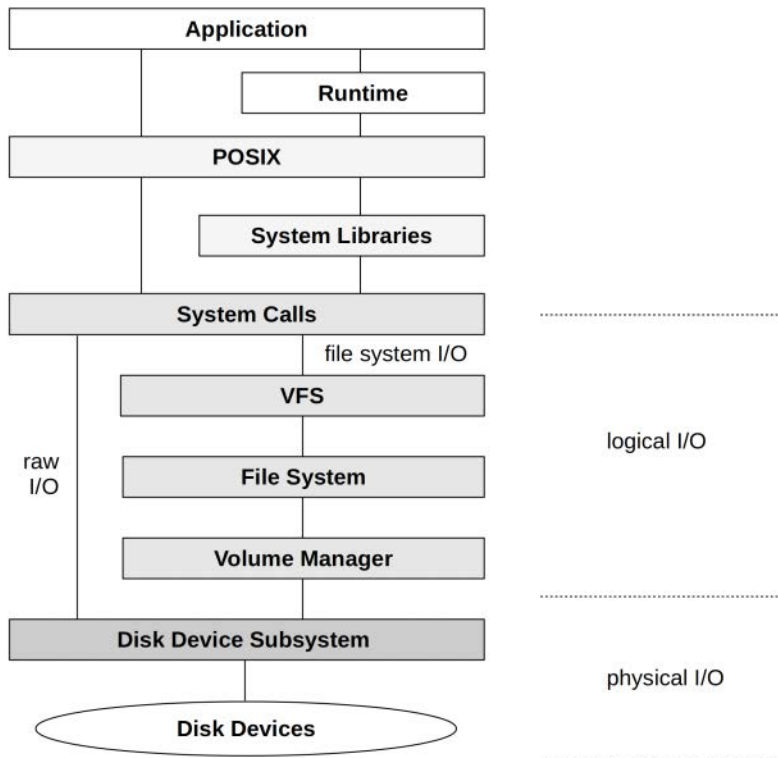 Application
Runtime
POSIX
System Libraries
System Calls
file system I/O
VFS
logical I/O
raw
I/O
File System
Volume Manager
Disk Device Subsystem
physical I/O
Disk Devices